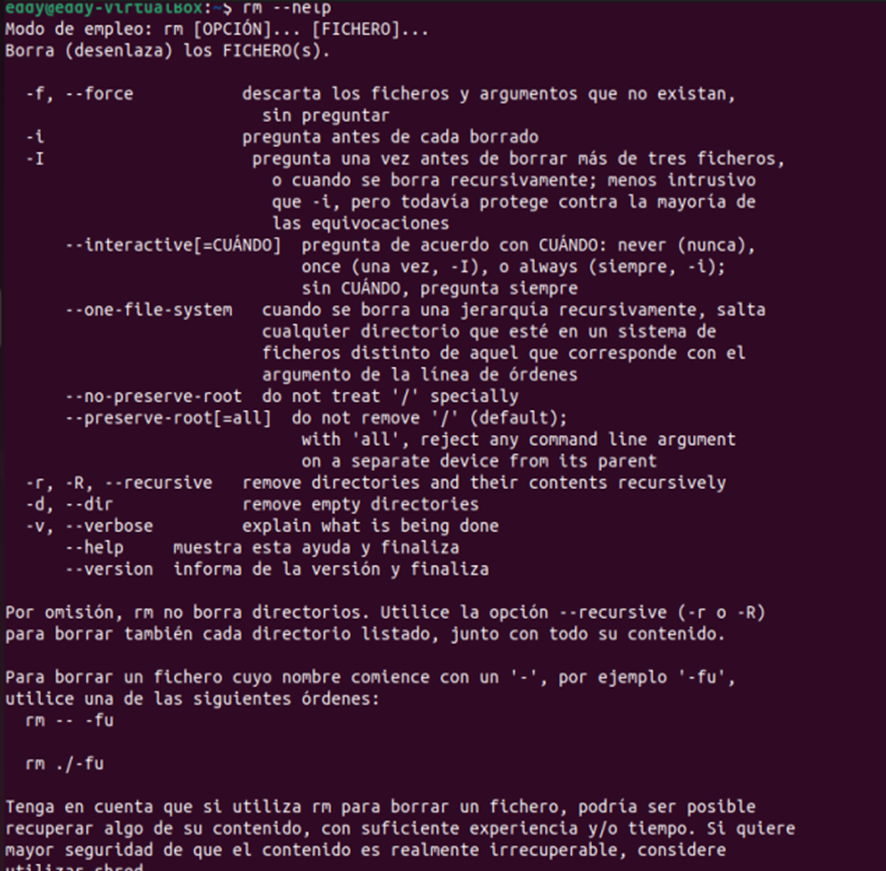 eddy@eddy-VirtualBox:~$ rm --help
Modo de empleo: rm [OPCIÓN]... [FICHERO]...
Borra (desenlaza) los FICHERO(s).
-f, --force descarta los ficheros y argumentos que no existan,
sin preguntar
-i pregunta antes de cada borrado
-I pregunta una vez antes de borrar más de tres ficheros,
o cuando se borra recursivamente; menos intrusivo
que -i, pero todavía protege contra la mayoría de
las equivocaciones
--interactive[=CUÁNDO] pregunta de acuerdo con CUÁNDO: never (nunca),
once (una vez, -I), o always (siempre, -i);
sin CUÁNDO, pregunta siempre
--one-file-system cuando se borra una jerarquía recursivamente, salta
cualquier directorio que esté en un sistema de
ficheros distinto de aquel que corresponde con el
argumento de la línea de órdenes
--no-preserve-root do not treat '/' specially
--preserve-root[=all] do not remove '/' (default);
with 'all', reject any command line argument
on a separate device from its parent
-r, -R, --recursive remove directories and their contents recursively
-d, --dir remove empty directories
-v, --verbose explain what is being done
--help muestra esta ayuda y finaliza
--version informa de la versión y finaliza
Por omisión, rm no borra directorios. Utilice la opción --recursive (-r o -R)
para borrar también cada directorio listado, junto con todo su contenido.
Para borrar un fichero cuyo nombre comience con un '-', por ejemplo '-fu',
utilice una de las siguientes órdenes:
rm -- -fu
rm ./-fu
Tenga en cuenta que si utiliza rm para borrar un fichero, podría ser posible
recuperar algo de su contenido, con suficiente experiencia y/o tiempo. Si quiere
mayor seguridad de que el contenido es realmente irrecuperable, considere
utilizar shred